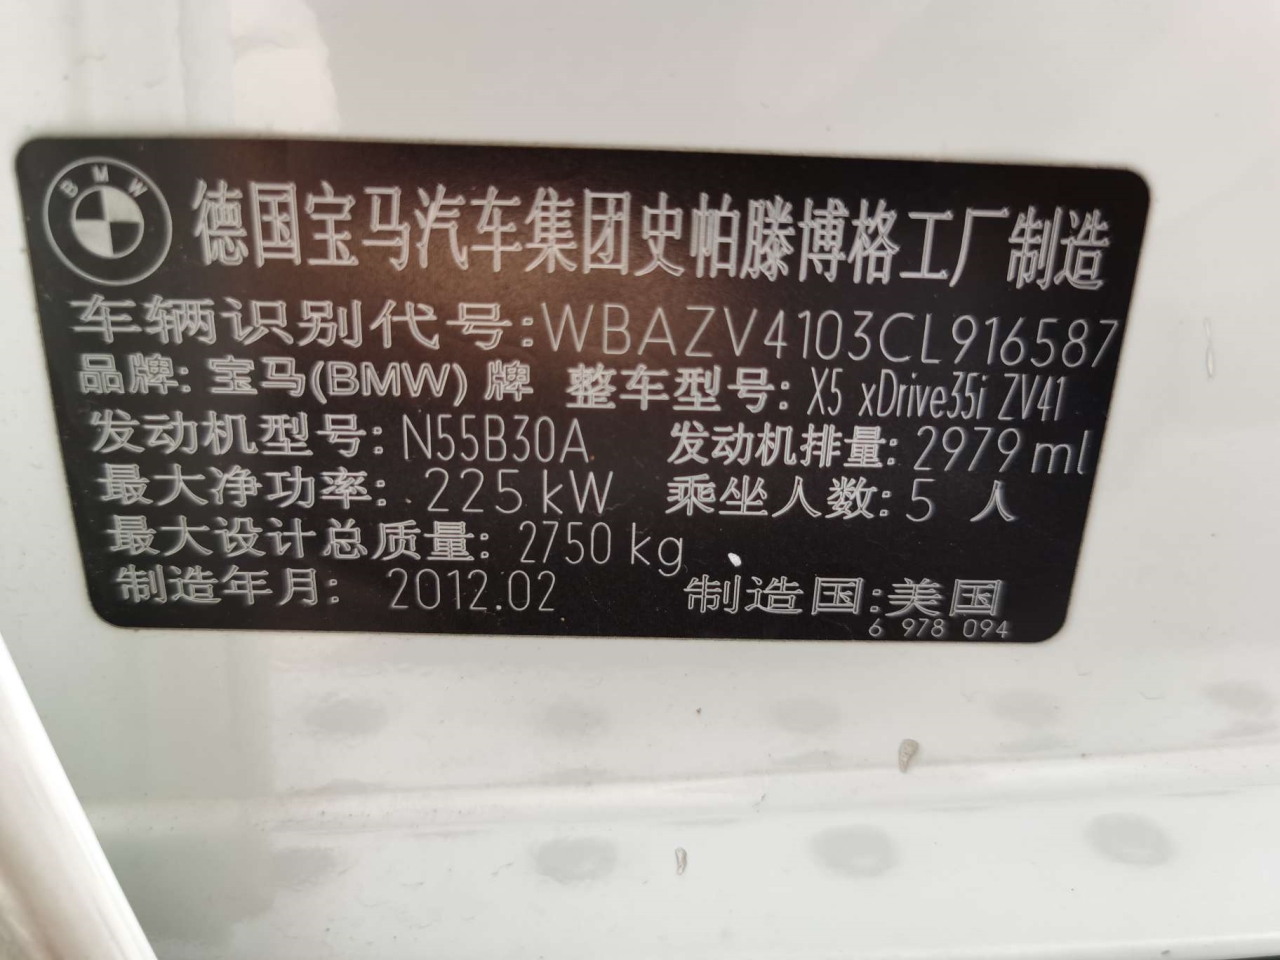 BMW
德国宝马汽车集团史帕滕博格工厂制造
车辆识别代号:WBAZV4103CL916587
品牌: 宝马(BMW) 牌 整车型号: X5 xDrive35i ZV41
发动机型号: N55B30A 发动机排量: 2979 ml
最大净功率: 225 kW 乘坐人数: 5 人
最大设计总质量: 2750 kg
制造年月: 2012.02 制造国:美国
6 978 094